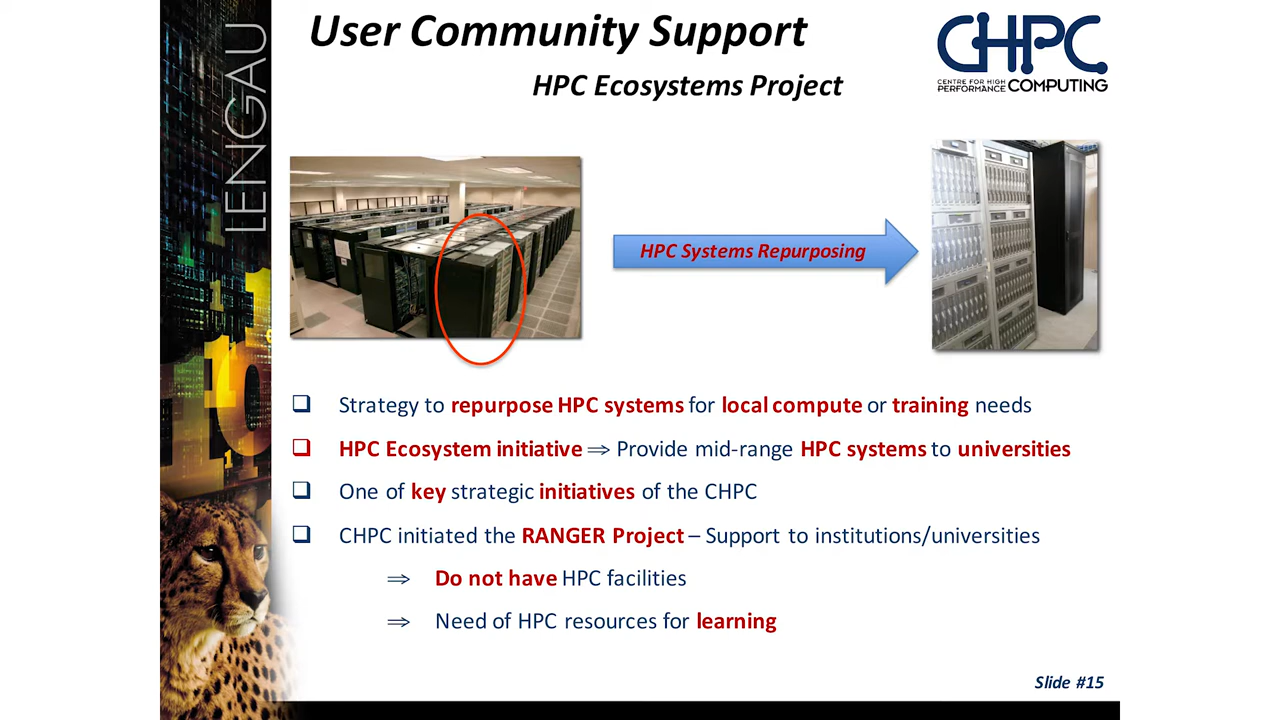 User Community Support
HPC Ecosystems Project
CHPC
CENTRE FOR HIGH
PERFORMANCE COMPUTING
LENGAU
HPC Systems Repurposing
❑ Strategy to repurpose HPC systems for local compute or training needs
❑ HPC Ecosystem initiative ⇒ Provide mid-range HPC systems to universities
❑ One of key strategic initiatives of the CHPC
❑ CHPC initiated the RANGER Project – Support to institutions/universities
⇒ Do not have HPC facilities
⇒ Need of HPC resources for learning
Slide #15